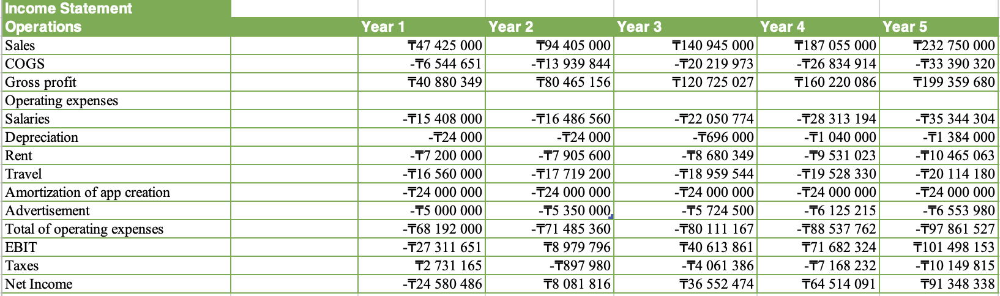 Income Statement
Operations Year 1 Year 2 Year 3 Year 4 Year 5
Sales ₸47 425 000 ₸94 405 000 ₸140 945 000 ₸187 055 000 ₸232 750 000
COGS -₸6 544 651 -₸13 939 844 -₸20 219 973 -₸26 834 914 -₸33 390 320
Gross profit ₸40 880 349 ₸80 465 156 ₸120 725 027 ₸160 220 086 ₸199 359 680
Operating expenses
Salaries -₸15 408 000 -₸16 486 560 -₸22 050 774 -₸28 313 194 -₸35 344 304
Depreciation -₸24 000 -₸24 000 -₸696 000 -₸1 040 000 -₸1 384 000
Rent -₸7 200 000 -₸7 905 600 -₸8 680 349 -₸9 531 023 -₸10 465 063
Travel -₸16 560 000 -₸17 719 200 -₸18 959 544 -₸19 528 330 -₸20 114 180
Amortization of app creation -₸24 000 000 -₸24 000 000 -₸24 000 000 -₸24 000 000 -₸24 000 000
Advertisement -₸5 000 000 -₸5 350 000 -₸5 724 500 -₸6 125 215 -₸6 553 980
Total of operating expenses -₸68 192 000 -₸71 485 360 -₸80 111 167 -₸88 537 762 -₸97 861 527
EBIT -₸27 311 651 ₸8 979 796 ₸40 613 861 ₸71 682 324 ₸101 498 153
Taxes ₸2 731 165 -₸897 980 -₸4 061 386 -₸7 168 232 -₸10 149 815
Net Income -₸24 580 486 ₸8 081 816 ₸36 552 474 ₸64 514 091 ₸91 348 338